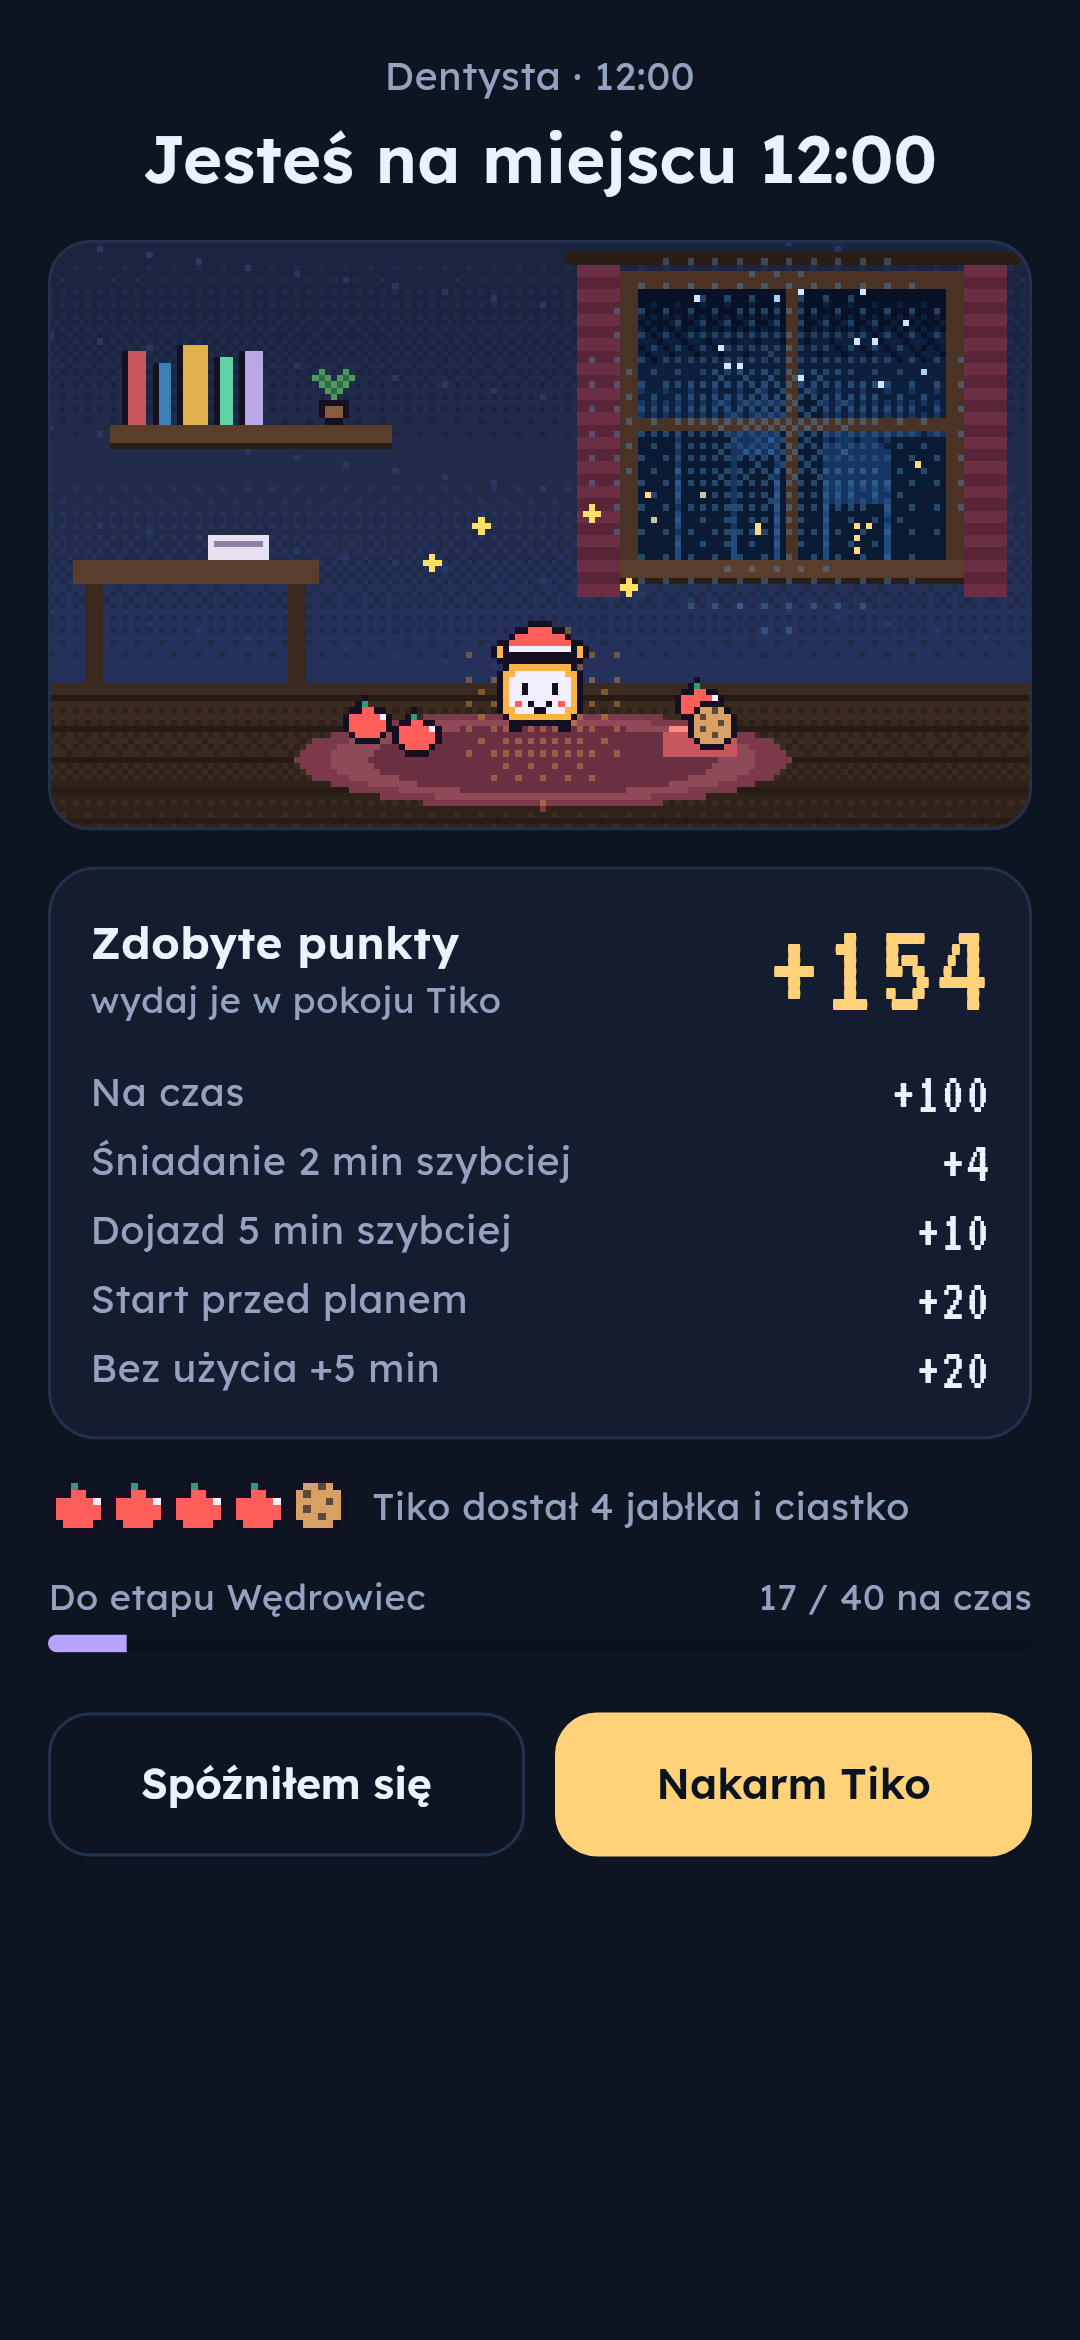 Dentysta · 12:00
Jesteś na miejscu 12:00
Zdobyte punkty
+154
wydaj je w pokoju Tiko
Na czas +100
Śniadanie 2 min szybciej +4
Dojazd 5 min szybciej +10
Start przed planem +20
Bez użycia +5 min +20
Tiko dostał 4 jabłka i ciastko
Do etapu Wędrowiec 17 / 40 na czas
Spóźniłem się Nakarm Tiko